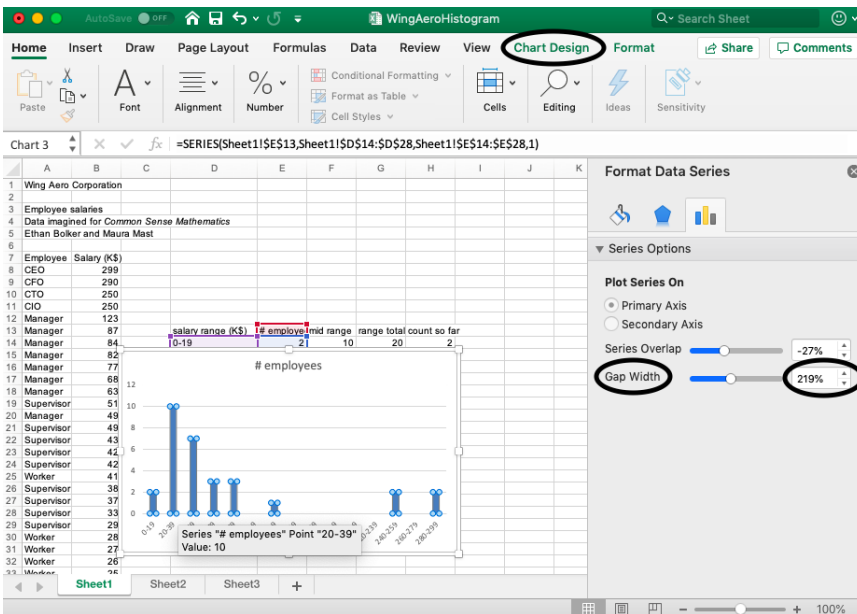 AutoSave OFF WingAeroHistogram Search Sheet
Home Insert Draw Page Layout Formulas Data Review View Chart Design Format Share Comments
Paste Font Alignment Number Conditional Formatting Format as Table Cell Styles Cells Editing Ideas Sensitivity
Chart 3 fx =SERIES(Sheet1!$E$13,Sheet1!$D$14:$D$28,Sheet1!$E$14:$E$28,1)
A B C D E F G H I J K
1 Wing Aero Corporation
2
3 Employee salaries
4 Data imagined for Common Sense Mathematics
5 Ethan Bolker and Maura Mast
6
7 Employee Salary (K$)
8 CEO 299
9 CFO 290
10 CTO 250
11 CIO 250
12 Manager 123
13 Manager 87 salary range (K$) # employe mid range range total count so far
14 Manager 84 0-19 2 10 20 2
15 Manager 82
16 Manager 77
17 Manager 68
18 Manager 63
19 Supervisor 51
20 Manager 49
21 Supervisor 49
22 Supervisor 43
23 Supervisor 42
24 Supervisor 42
25 Worker 41
26 Supervisor 38
27 Supervisor 37
28 Supervisor 33
29 Supervisor 29
30 Worker 28
31 Worker 27
32 Worker 26
33 Worker 25
# employees
12
10
8
6
4
2
0
0-19 20-39 240-259 260-279 280-299
Series "# employees" Point "20-39"
Value: 10
Format Data Series
Series Options
Plot Series On
Primary Axis
Secondary Axis
Series Overlap -27%
Gap Width 219%
Sheet1 Sheet2 Sheet3 +
- + 100%